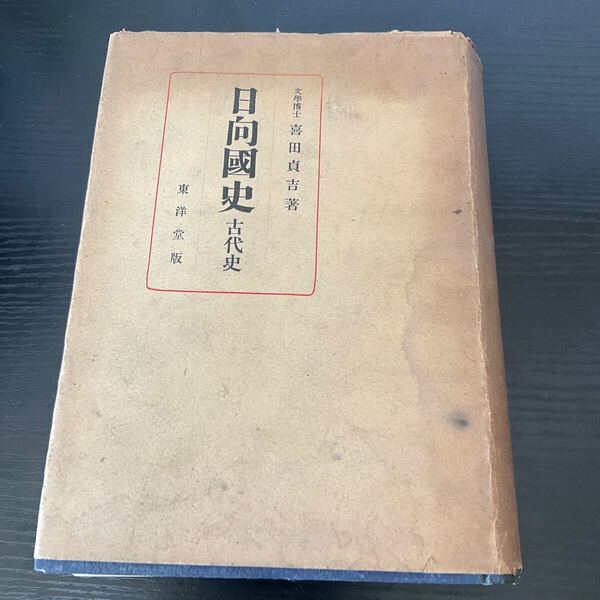 文學博士 喜田貞吉著
日向國史 古代史
東洋堂版